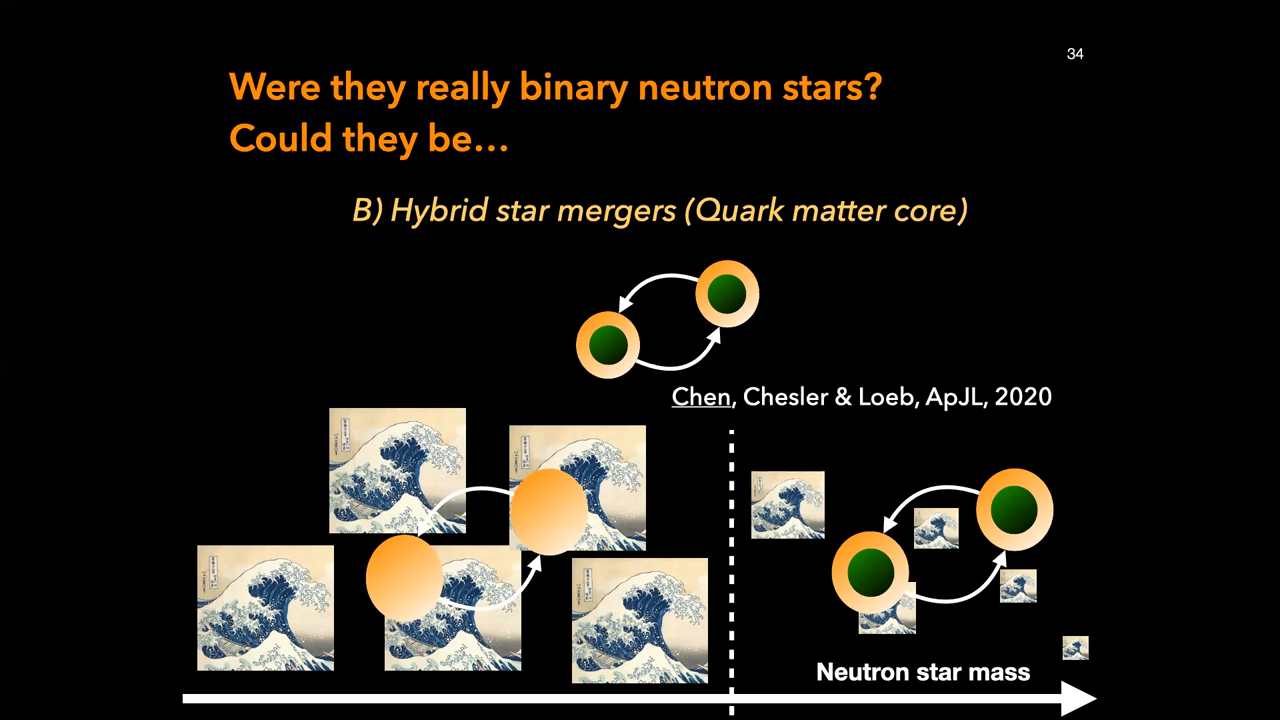 34
Were they really binary neutron stars?
Could they be…
B) Hybrid star mergers (Quark matter core)
Chen, Chesler & Loeb, ApJL, 2020
Neutron star mass